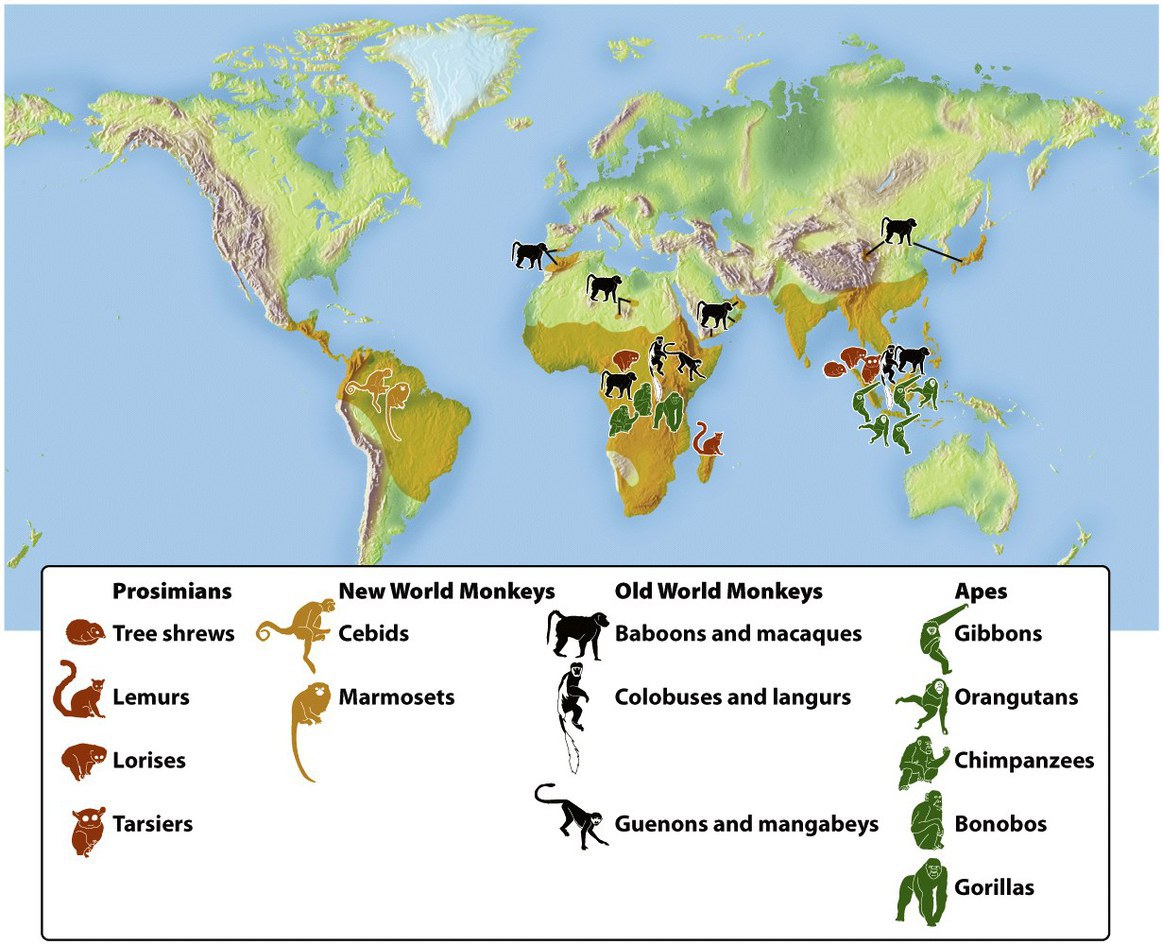 Prosimians
Tree shrews
Lemurs
Lorises
Tarsiers
New World Monkeys
Cebids
Marmosets
Old World Monkeys
Baboons and macaques
Colobuses and langurs
Guenons and mangabeys
Apes
Gibbons
Orangutans
Chimpanzees
Bonobos
Gorillas